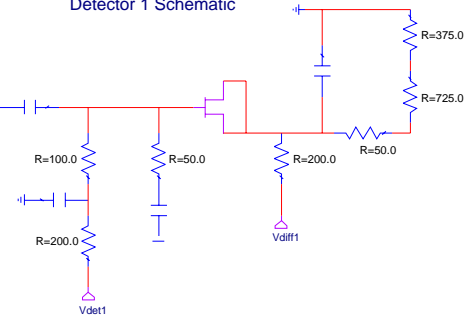 Detector 1 Schematic
R=375.0
R=725.0
R=100.0
R=50.0
R=200.0
R=50.0
R=200.0
Vdiff1
Vdet1